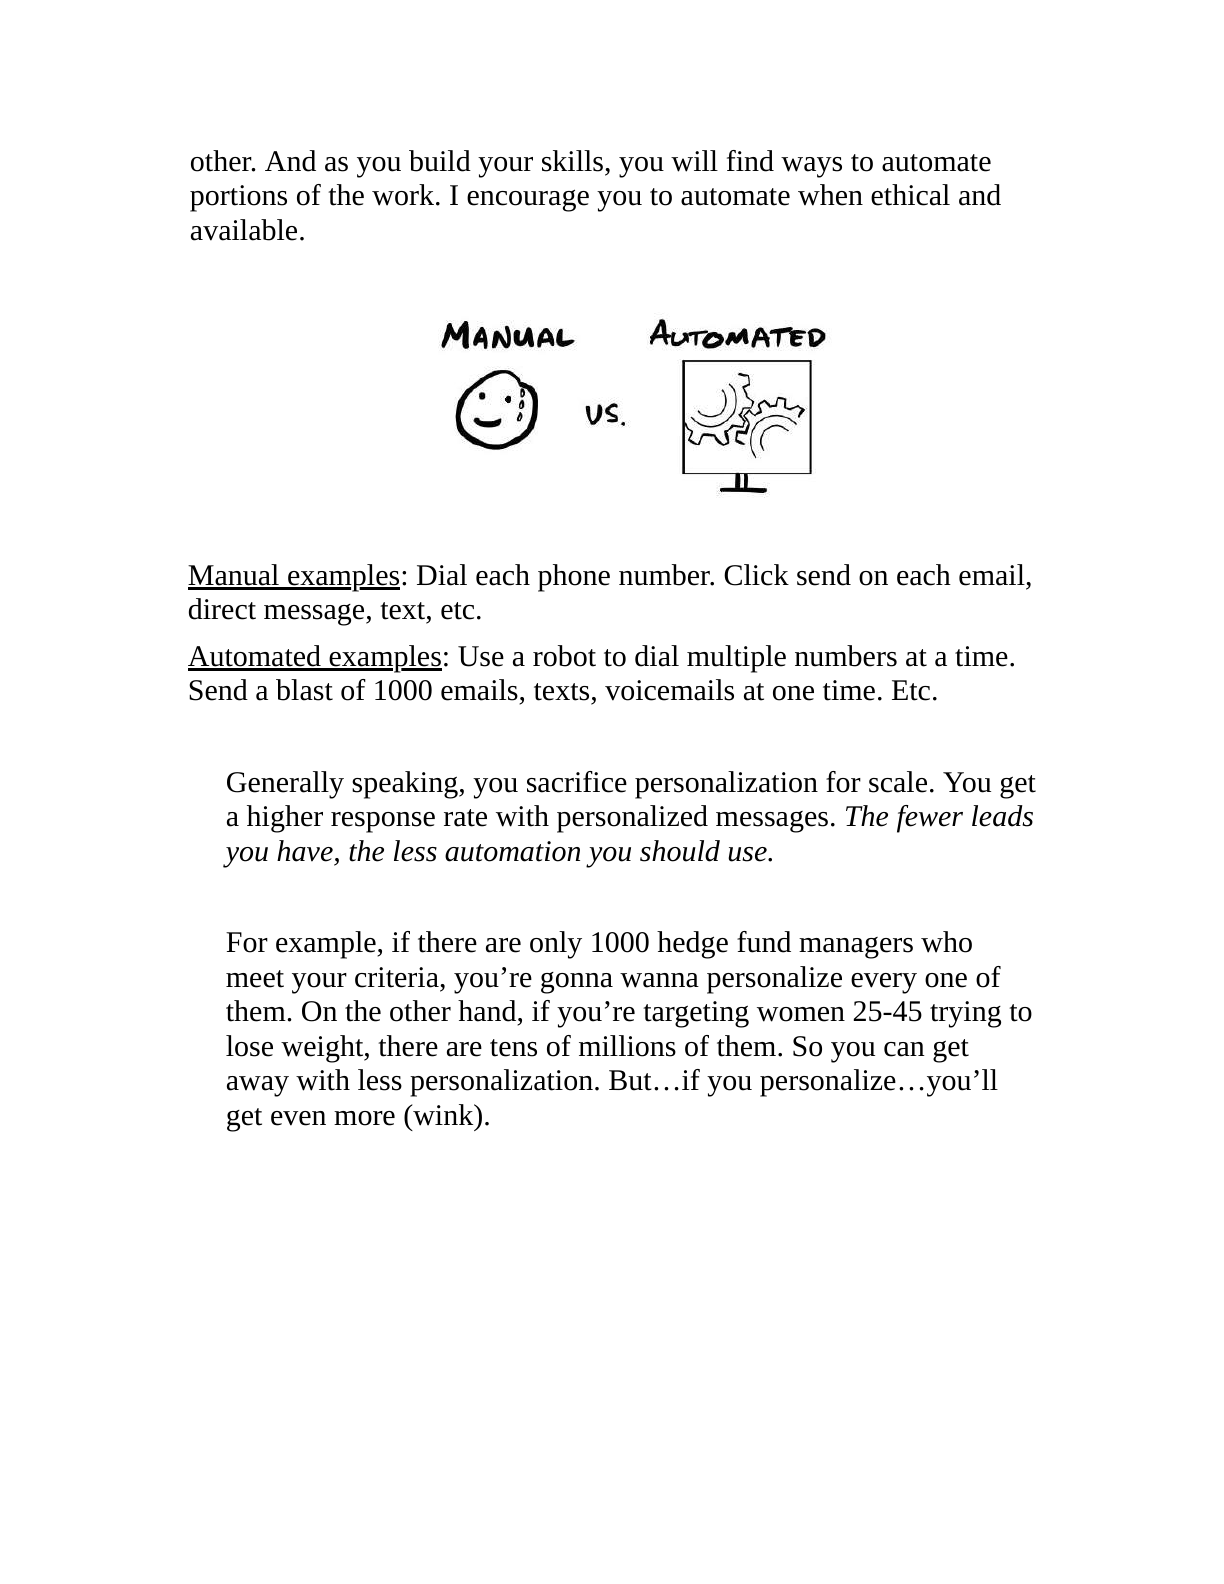 other. And as you build your skills, you will find ways to automate
portions of the work. I encourage you to automate when ethical and
available.
MANUAL AUTOMATED
VS.
Manual examples: Dial each phone number. Click send on each email,
direct message, text, etc.
Automated examples: Use a robot to dial multiple numbers at a time.
Send a blast of 1000 emails, texts, voicemails at one time. Etc.
Generally speaking, you sacrifice personalization for scale. You get
a higher response rate with personalized messages. The fewer leads
you have, the less automation you should use.
For example, if there are only 1000 hedge fund managers who
meet your criteria, you’re gonna wanna personalize every one of
them. On the other hand, if you’re targeting women 25-45 trying to
lose weight, there are tens of millions of them. So you can get
away with less personalization. But…if you personalize…you’ll
get even more (wink).